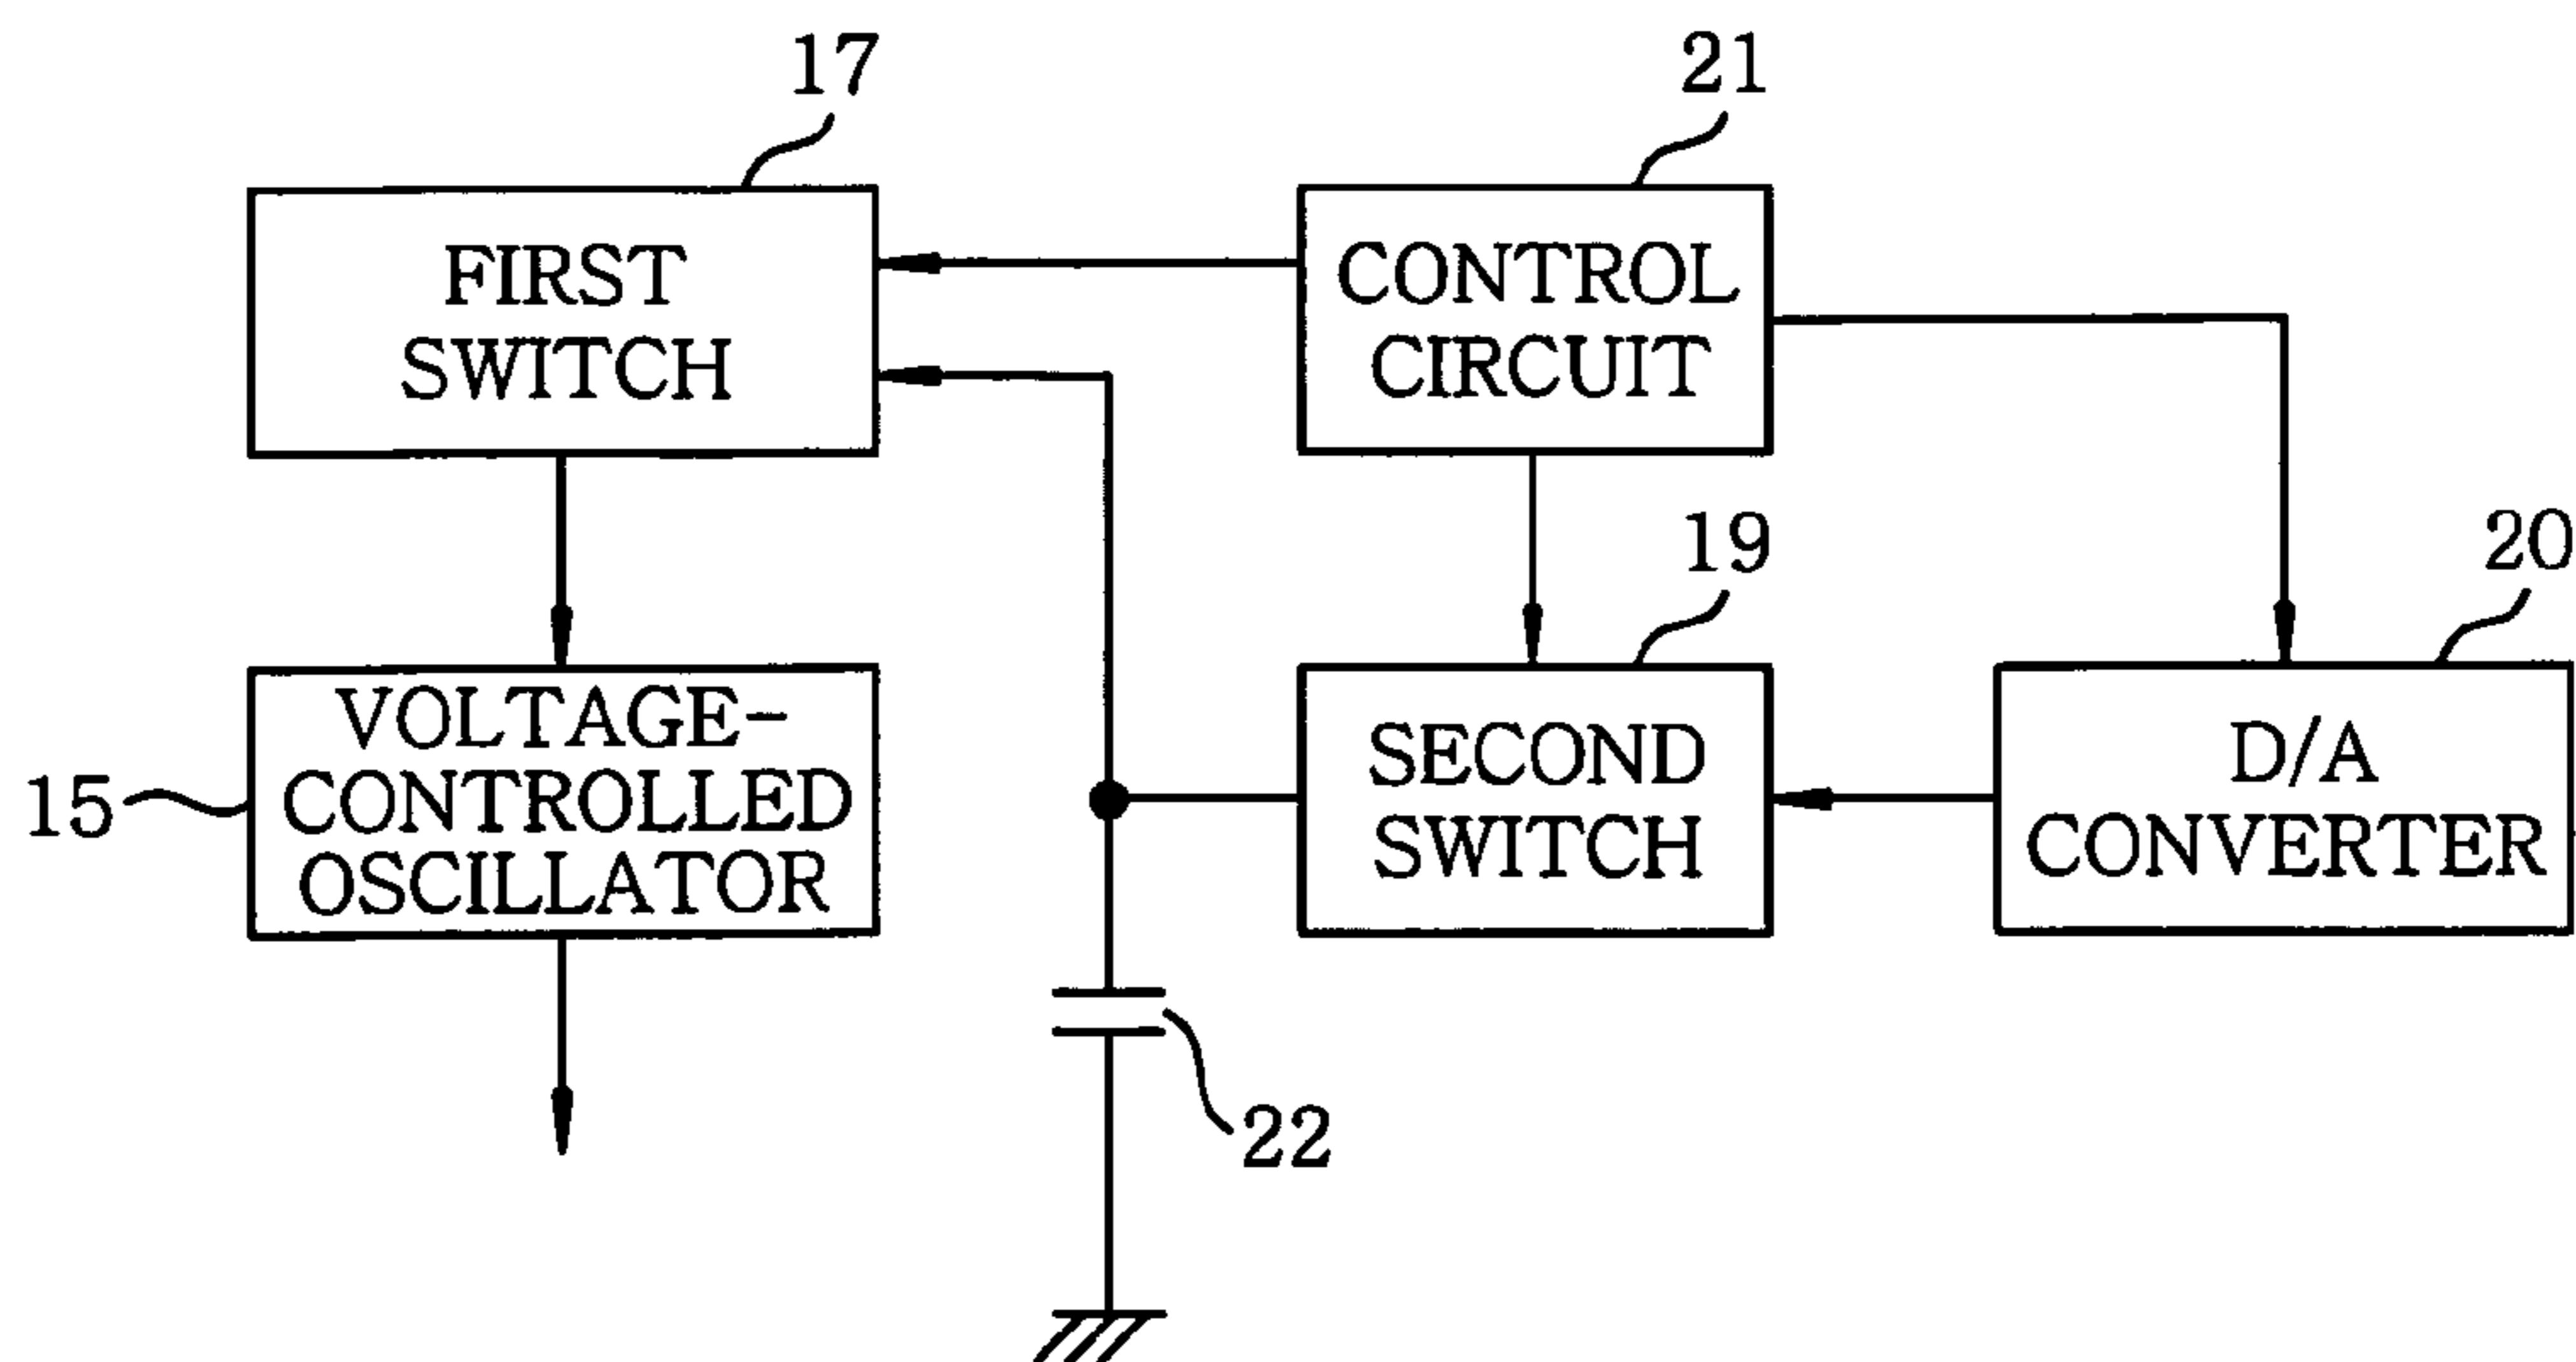 17
21
FIRST
SWITCH
CONTROL
CIRCUIT
19
20
15
VOLTAGE-
CONTROLLED
OSCILLATOR
SECOND
SWITCH
D/A
CONVERTER
22